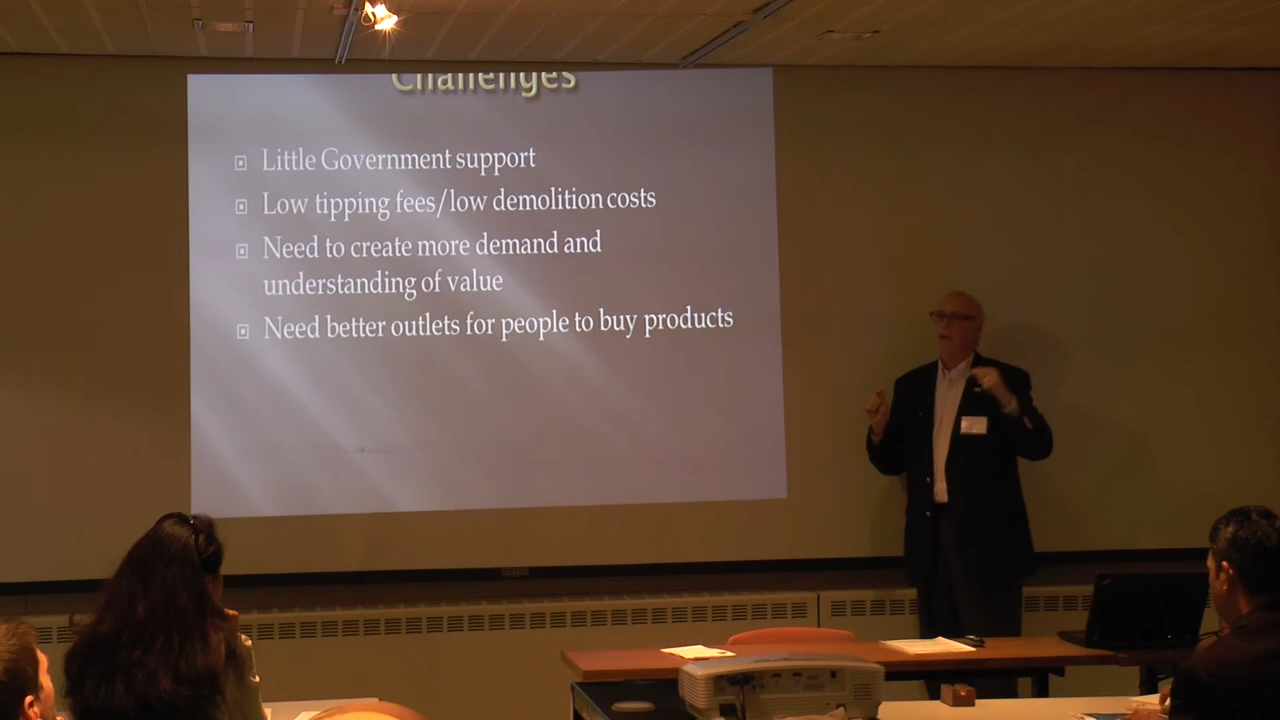 Challenges
Little Government support
Low tipping fees/low demolition costs
Need to create more demand and
understanding of value
Need better outlets for people to buy products